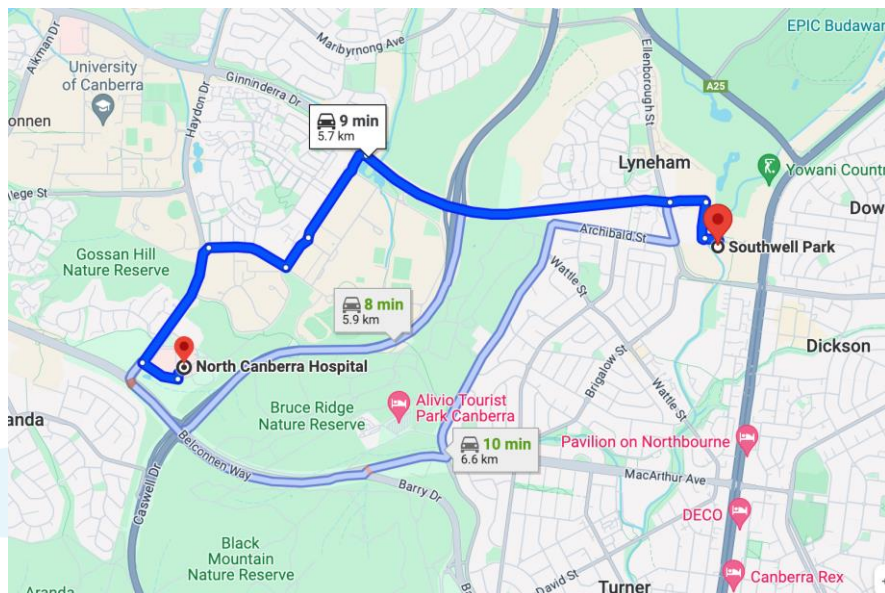 Aikman Dr
Maribyrnong Ave
EPIC Budawar
University
of Canberra
Ginninderra Dr
Ellenborough St
A25
onnen
Haydon Dr
9 min
5.7 km
Lyneham
Yowani Countr
lege St
Dow
Archibald St
Southwell Park
Gossan Hill
Nature Reserve
Wattle St
8 min
5.9 km
Dickson
North Canberra Hospital
Brigalow St
Wattle St
Alivio Tourist
Park Canberra
Bruce Ridge
Nature Reserve
anda
10 min
6.6 km
Pavilion on Northbourne
Belconnen Way
MacArthur Ave
Caswell Dr
Barry Dr
DECO
Black
Mountain
Nature Reserve
David St
Canberra Rex
Turner
Aranda